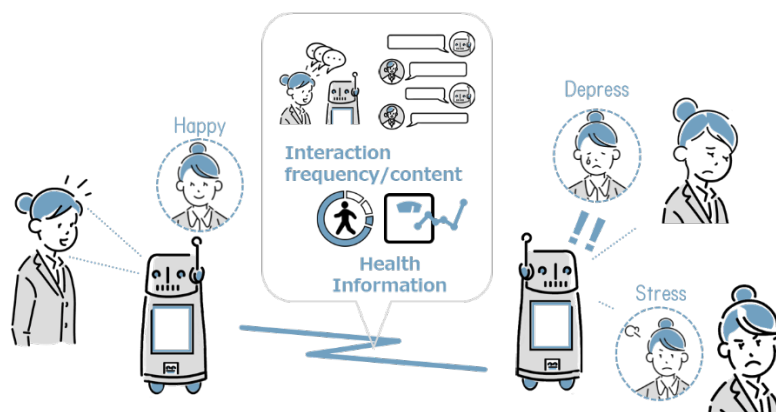 Happy
Interaction
frequency/content
Health
Information
Depress
!!
Stress